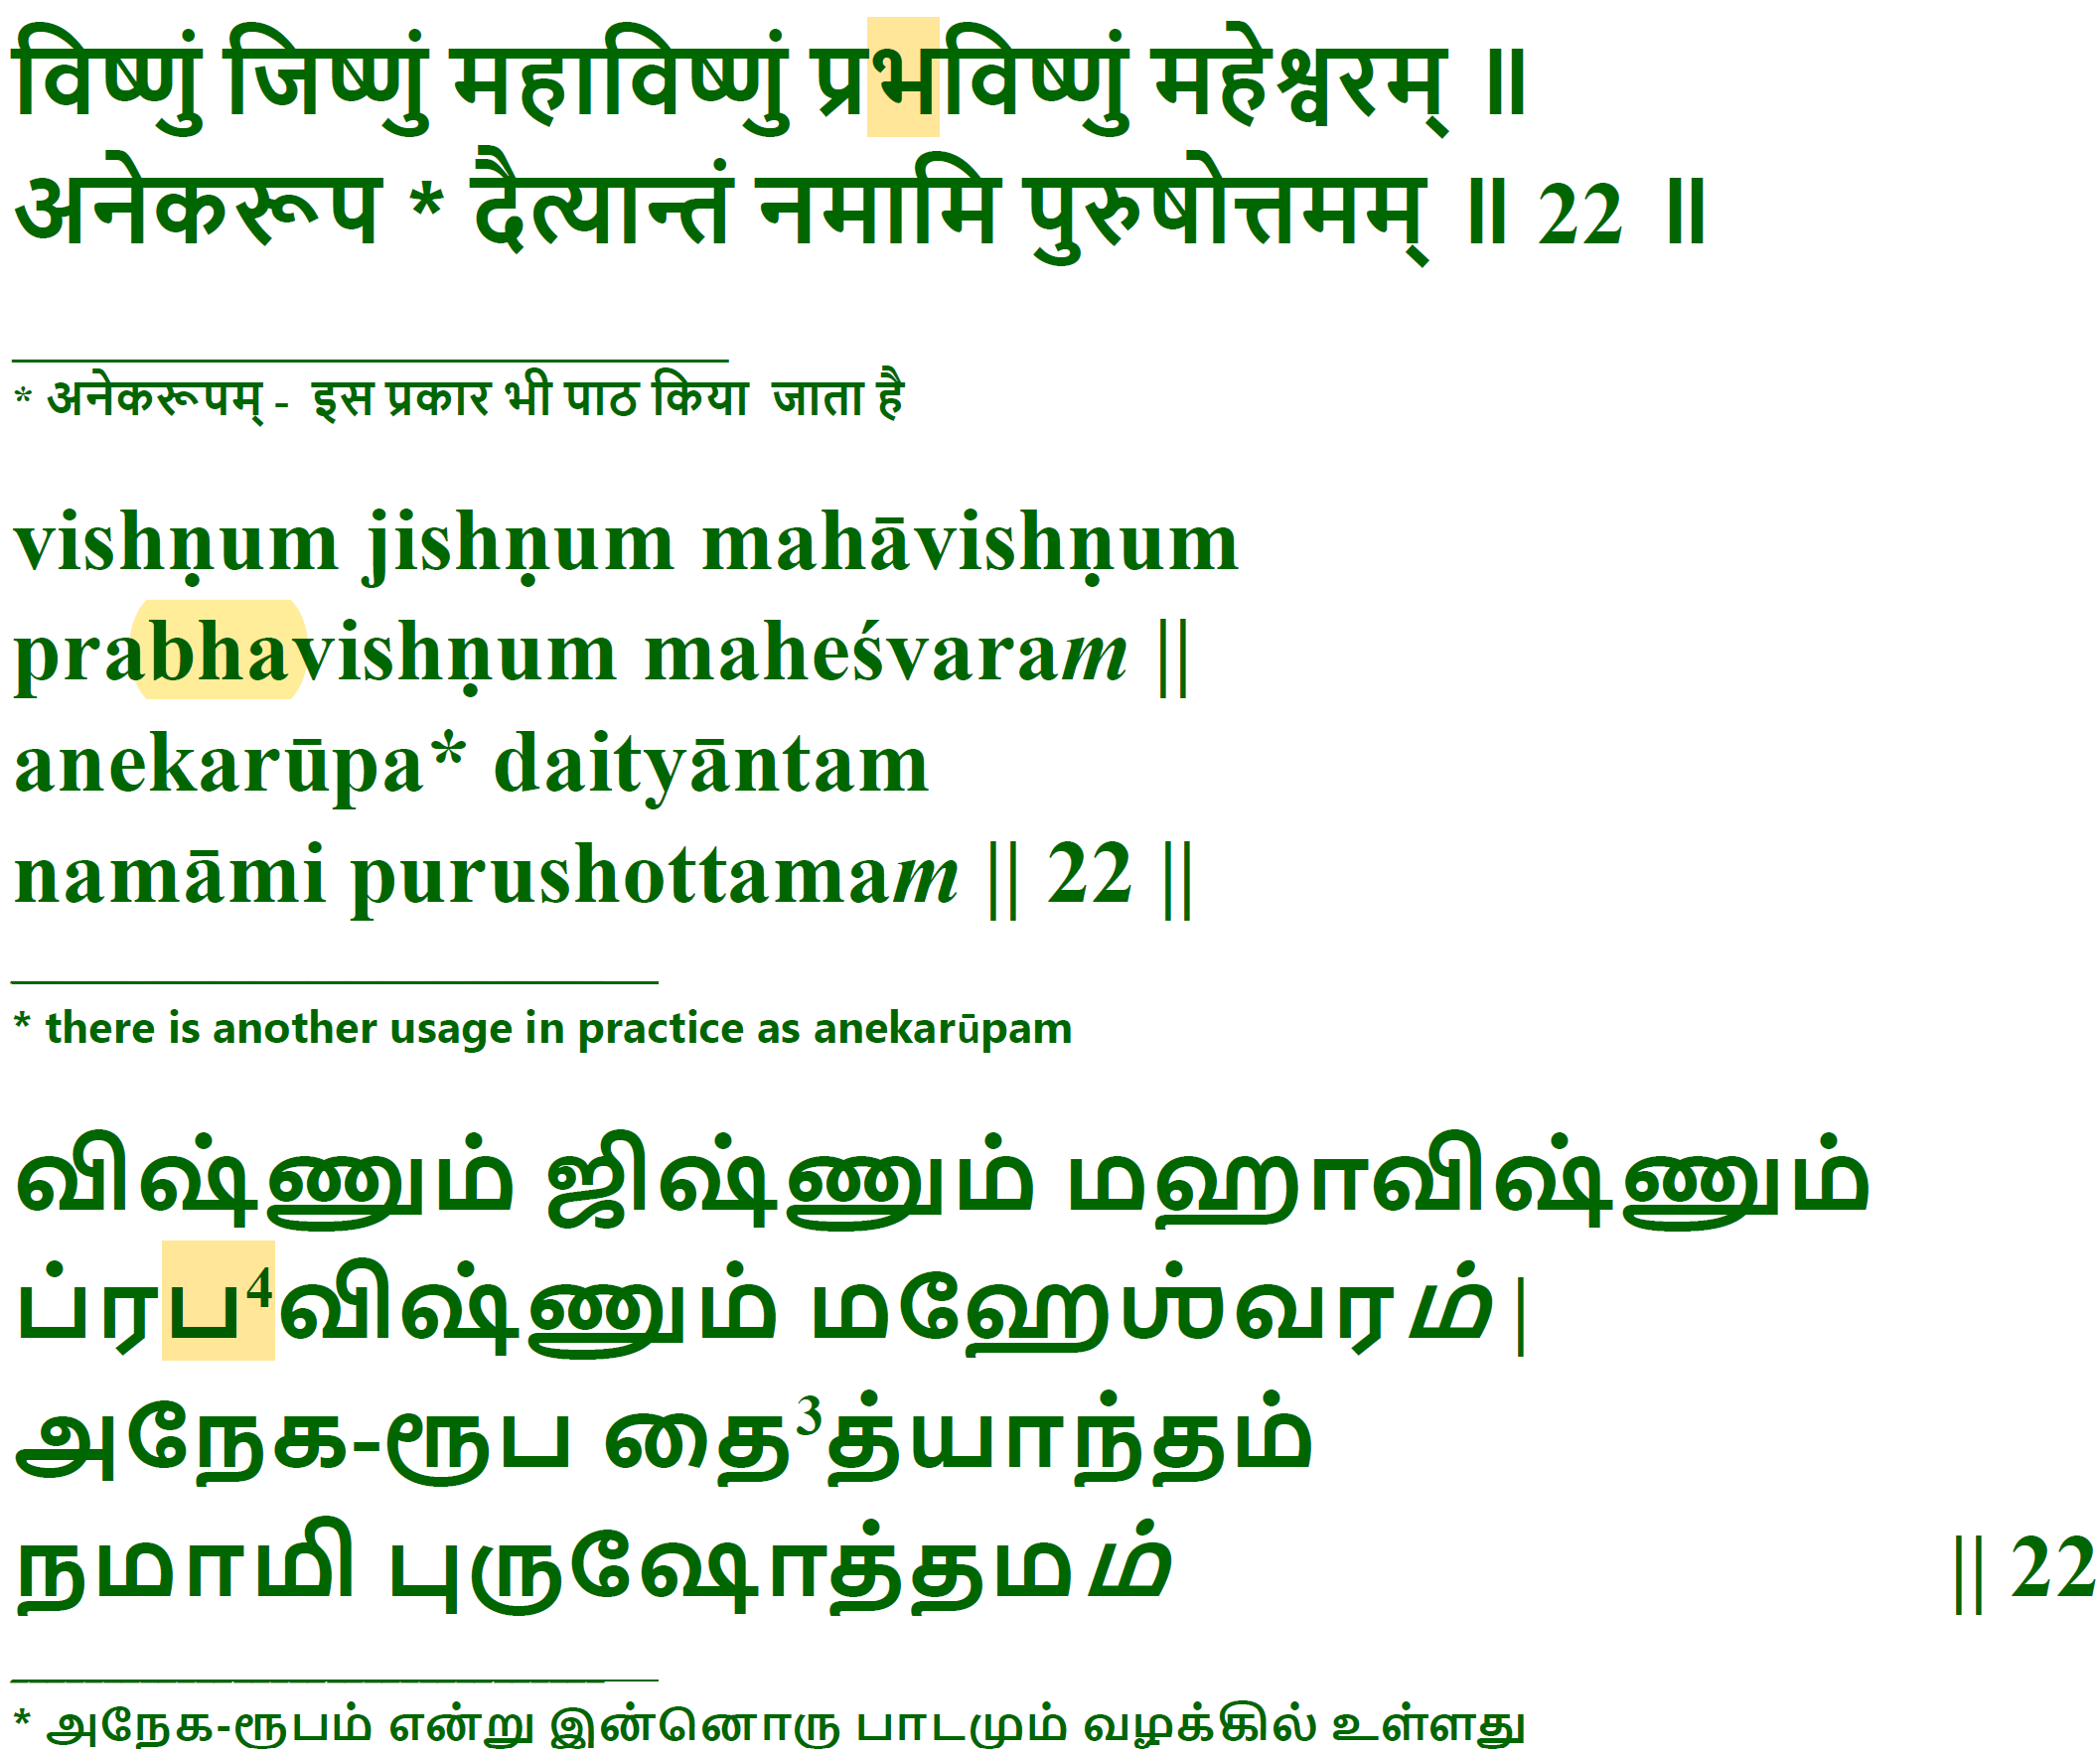 विष्णुं जिष्णुं महाविष्णुं प्रभविष्णुं महेश्वरम् ॥
अनेकरूप * दैत्यान्तं नमामि पुरुषोत्तमम् ॥ 22 ॥
* अनेकरूपम् - इस प्रकार भी पाठ किया जाता है
vishṇum jishṇum mahāvishṇum
prabhavishṇum maheśvaram ||
anekarūpa* daityāntam
namāmi purushottamam || 22 ||
* there is another usage in practice as anekarūpam
விஷ்ணும் ஜிஷ்ணும் மஹாவிஷ்ணும்
ப்ரப⁴விஷ்ணும் மஹேஶ்வரம் |
அநேக-ரூப தை³த்யாந்தம்
நமாமி புருஷோத்தமம் || 22
* அநேக-ரூபம் என்று இன்னொரு பாடமும் வழக்கில் உள்ளது